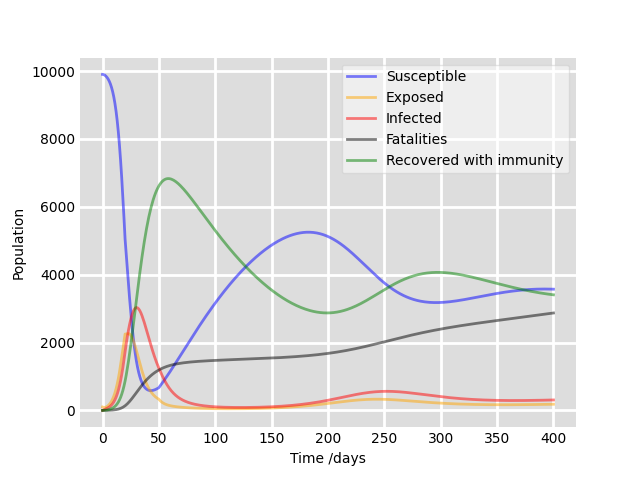 10000
8000
6000
4000
2000
0
Population
Susceptible
Exposed
Infected
Fatalities
Recovered with immunity
0 50 100 150 200 250 300 350 400
Time /days